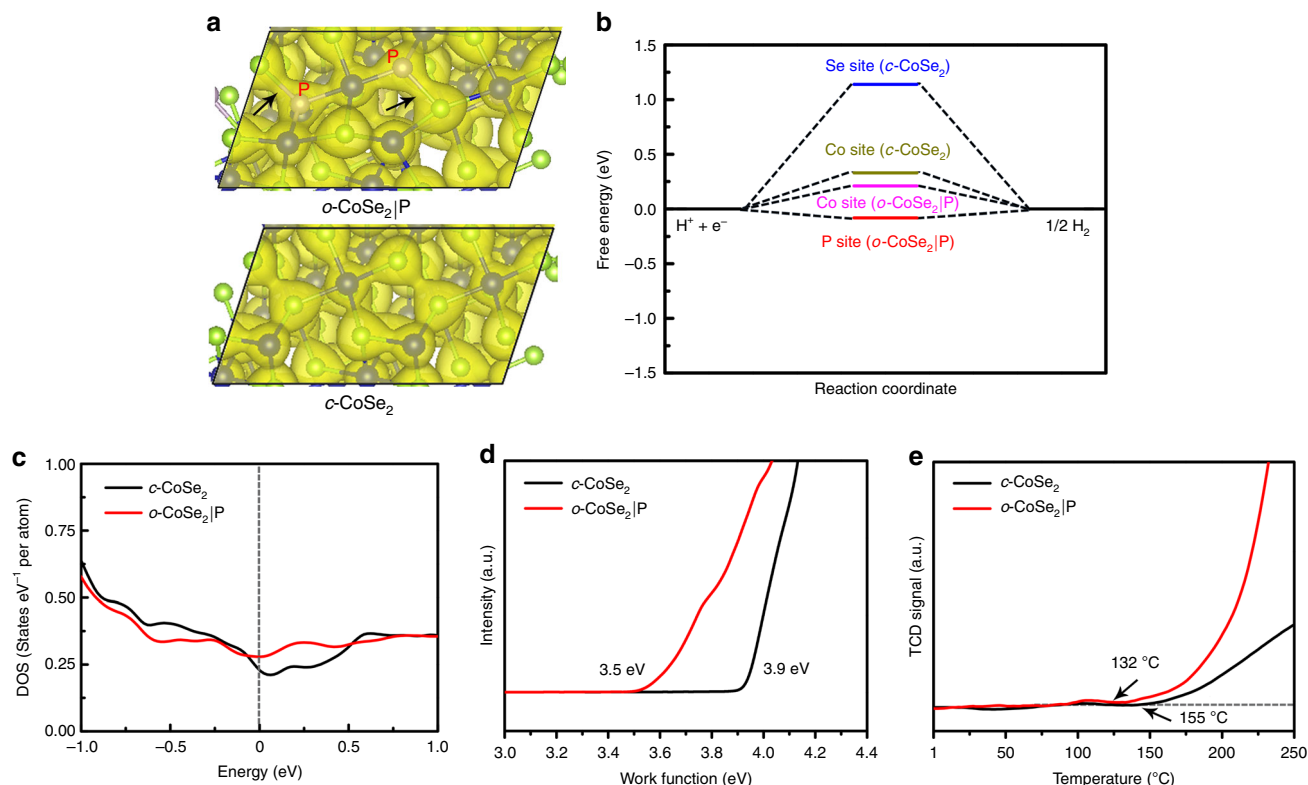 a
P
P
o-CoSe₂|P
c-CoSe₂
b
1.5
1.0
0.5
0.0
−0.5
−1.0
−1.5
Free energy (eV)
Se site (c-CoSe₂)
Co site (c-CoSe₂)
Co site (o-CoSe₂|P)
P site (o-CoSe₂|P)
H⁺ + e⁻
1/2 H₂
Reaction coordinate
c
1.00
0.75
0.50
0.25
0.00
DOS (States eV⁻¹ per atom)
c-CoSe₂
o-CoSe₂|P
−1.0 −0.5 0 0.5 1.0
Energy (eV)
d
Intensity (a.u.)
c-CoSe₂
o-CoSe₂|P
3.5 eV
3.9 eV
3.0 3.2 3.4 3.6 3.8 4.0 4.2 4.4
Work function (eV)
e
TCD signal (a.u.)
c-CoSe₂
o-CoSe₂|P
132 °C
155 °C
1 50 100 150 200 250
Temperature (°C)